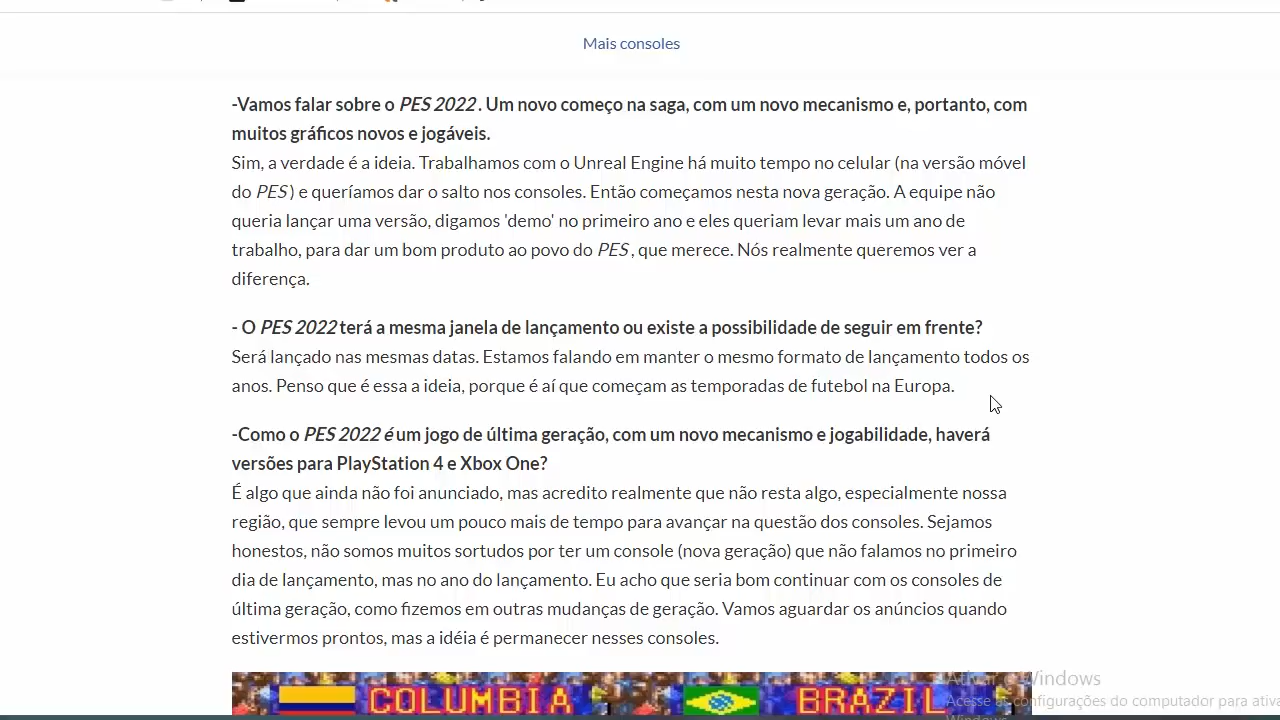 Mais consoles
-Vamos falar sobre o PES 2022 . Um novo começo na saga, com um novo mecanismo e, portanto, com
muitos gráficos novos e jogáveis.
Sim, a verdade é a ideia. Trabalhamos com o Unreal Engine há muito tempo no celular (na versão móvel
do PES ) e queríamos dar o salto nos consoles. Então começamos nesta nova geração. A equipe não
queria lançar uma versão, digamos 'demo' no primeiro ano e eles queriam levar mais um ano de
trabalho, para dar um bom produto ao povo do PES , que merece. Nós realmente queremos ver a
diferença.
- O PES 2022 terá a mesma janela de lançamento ou existe a possibilidade de seguir em frente?
Será lançado nas mesmas datas. Estamos falando em manter o mesmo formato de lançamento todos os
anos. Penso que é essa a ideia, porque é aí que começam as temporadas de futebol na Europa.
-Como o PES 2022 é um jogo de última geração, com um novo mecanismo e jogabilidade, haverá
versões para PlayStation 4 e Xbox One?
É algo que ainda não foi anunciado, mas acredito realmente que não resta algo, especialmente nossa
região, que sempre levou um pouco mais de tempo para avançar na questão dos consoles. Sejamos
honestos, não somos muitos sortudos por ter um console (nova geração) que não falamos no primeiro
dia de lançamento, mas no ano do lançamento. Eu acho que seria bom continuar com os consoles de
última geração, como fizemos em outras mudanças de geração. Vamos aguardar os anúncios quando
estivermos prontos, mas a idéia é permanecer nesses consoles.
COLUMBIA BRAZIL
Ativar o Windows
Acesse as configurações do computador para
Windows